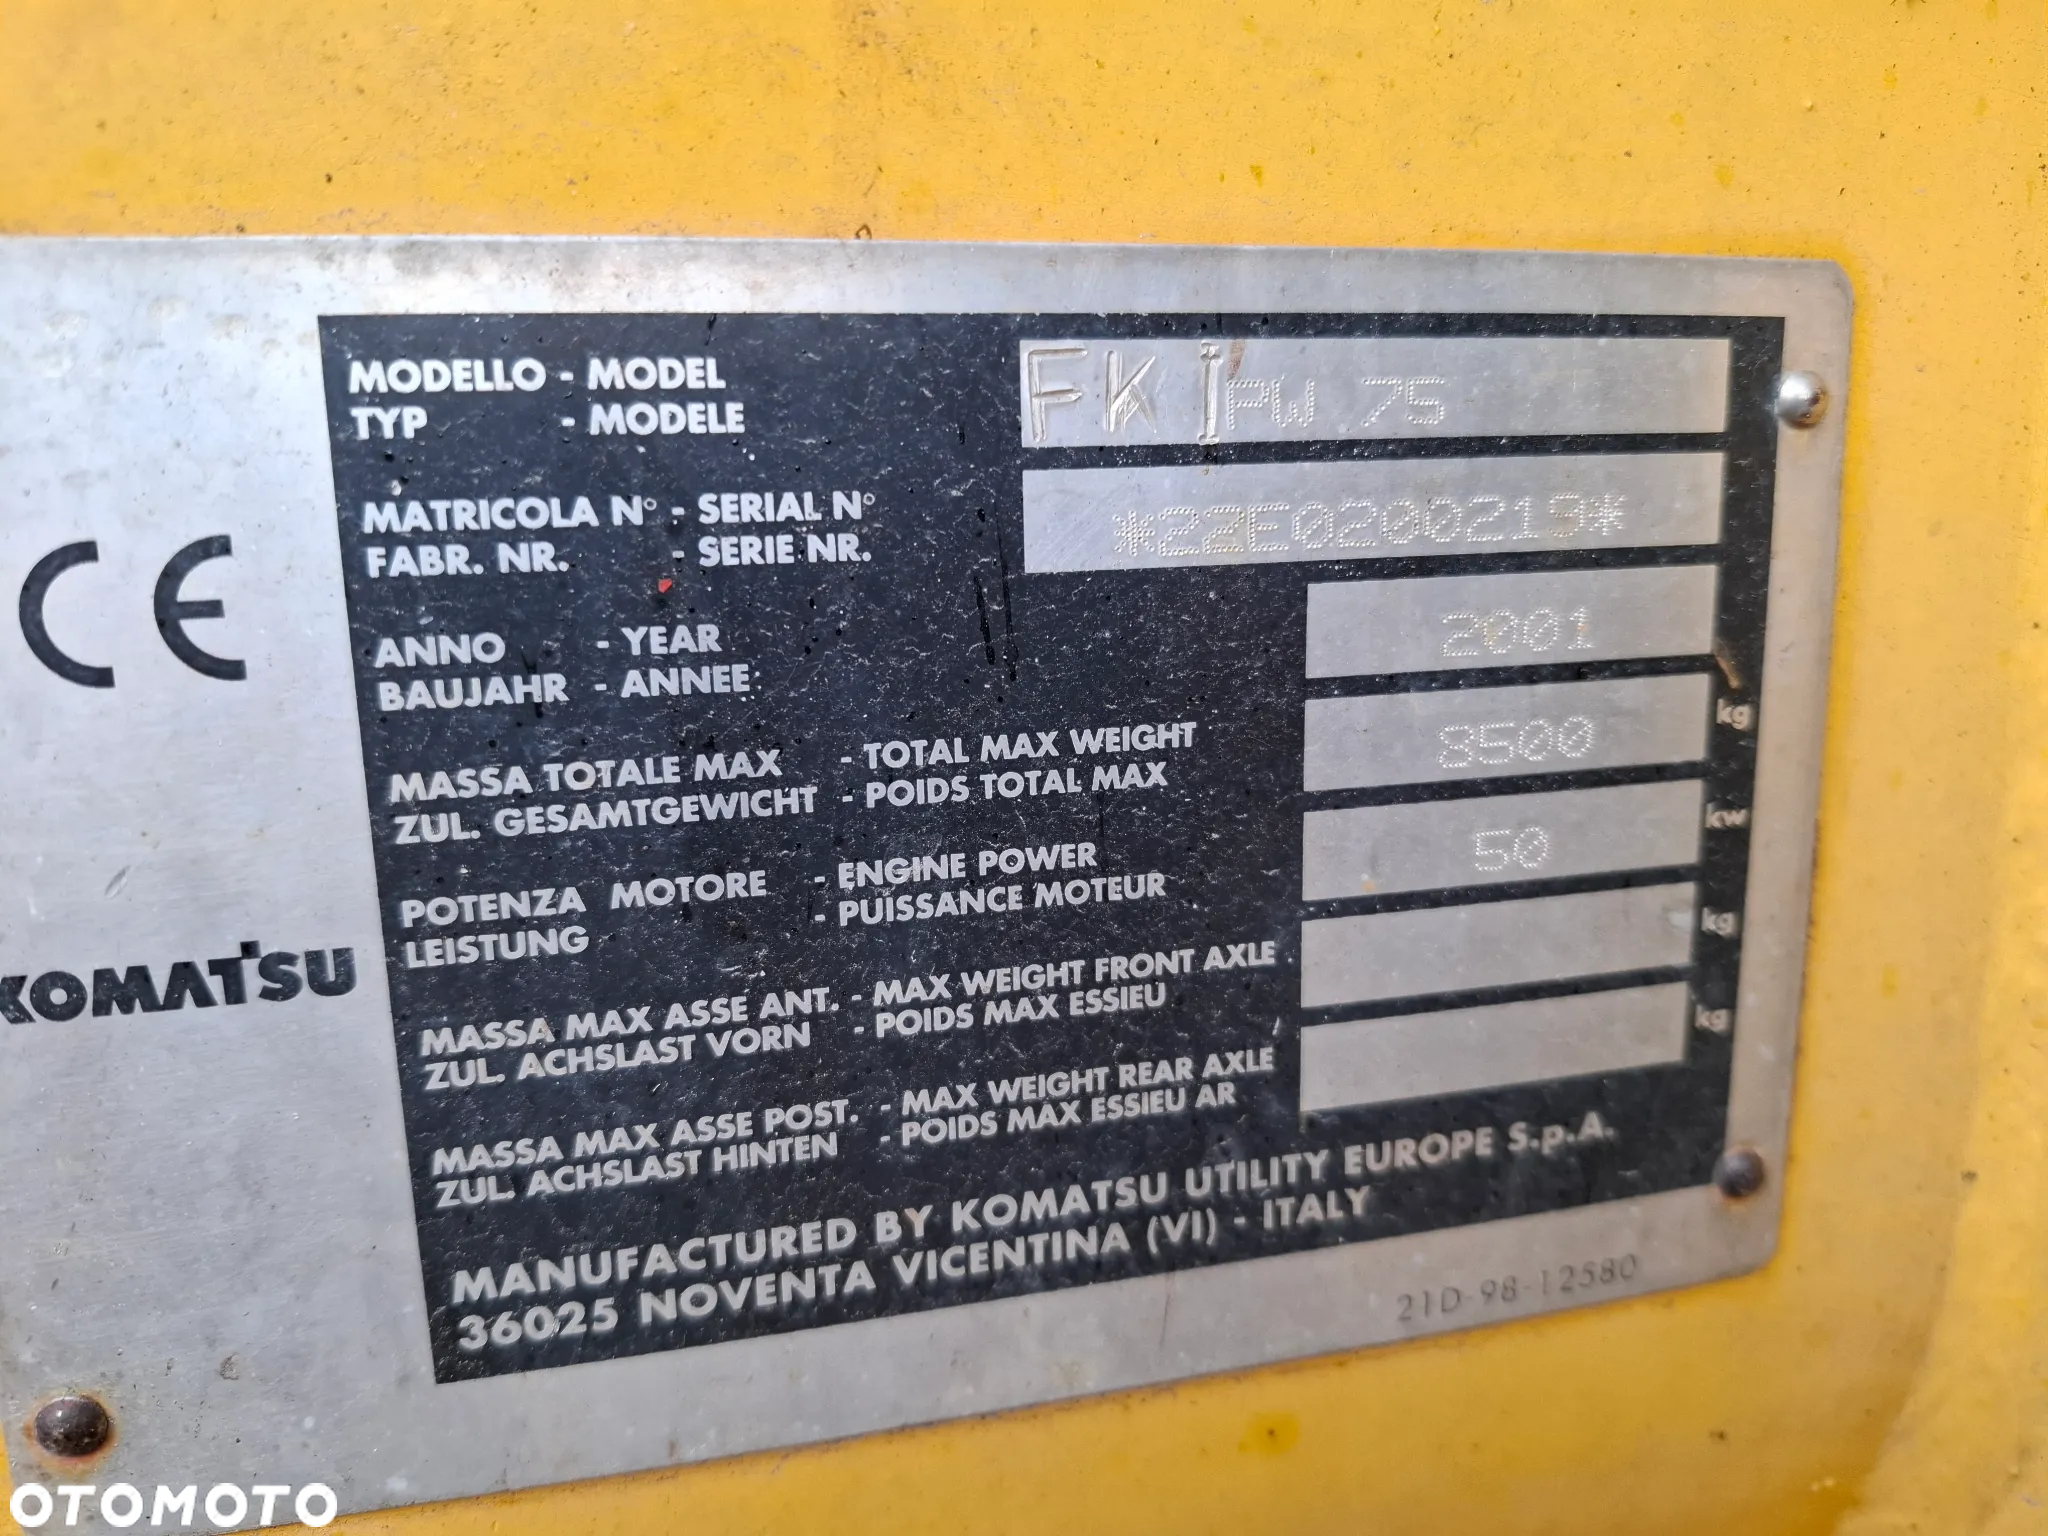 MODELLO - MODEL
TYP - MODELE
FKI PW 75
MATRICOLA N° - SERIAL N°
FABR. NR. - SERIE NR.
*22E0200219*
ANNO - YEAR
BAUJAHR - ANNEE
2001
MASSA TOTALE MAX - TOTAL MAX WEIGHT
ZUL. GESAMTGEWICHT - POIDS TOTAL MAX
8500 kg
POTENZA MOTORE - ENGINE POWER
LEISTUNG - PUISSANCE MOTEUR
50 kw
MASSA MAX ASSE ANT. - MAX WEIGHT FRONT AXLE
ZUL. ACHSLAST VORN - POIDS MAX ESSIEU
kg
MASSA MAX ASSE POST. - MAX WEIGHT REAR AXLE
ZUL. ACHSLAST HINTEN - POIDS MAX ESSIEU AR
kg
MANUFACTURED BY KOMATSU UTILITY EUROPE S.p.A.
36025 NOVENTA VICENTINA (VI) - ITALY
21D-98-12580
CE
KOMATSU
OTOMOTO